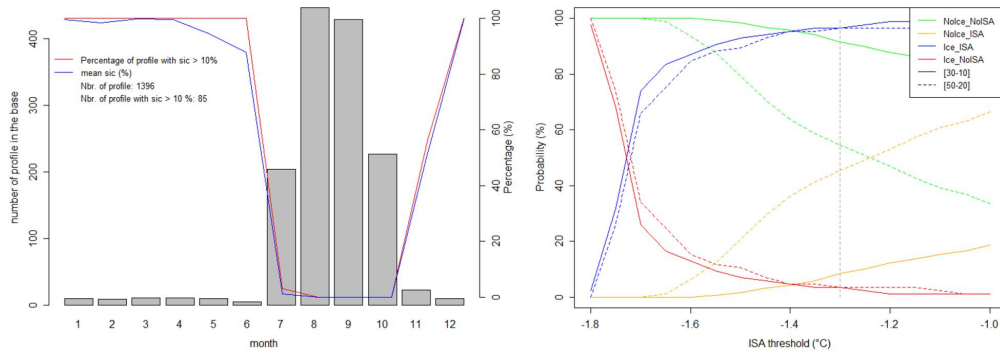 number of profile in the base
400
300
200
100
0
Percentage of profile with sic > 10%
mean sic (%)
Nbr. of profile: 1396
Nbr. of profile with sic > 10 %: 85
100
80
60
40
20
0
Percentage (%)
1 2 3 4 5 6 7 8 9 10 11 12
month
Probability (%)
100
80
60
40
20
0
NoIce_NoISA
NoIce_ISA
Ice_ISA
Ice_NoISA
[30-10]
[50-20]
-1.8 -1.6 -1.4 -1.2 -1.0
ISA threshold (°C)